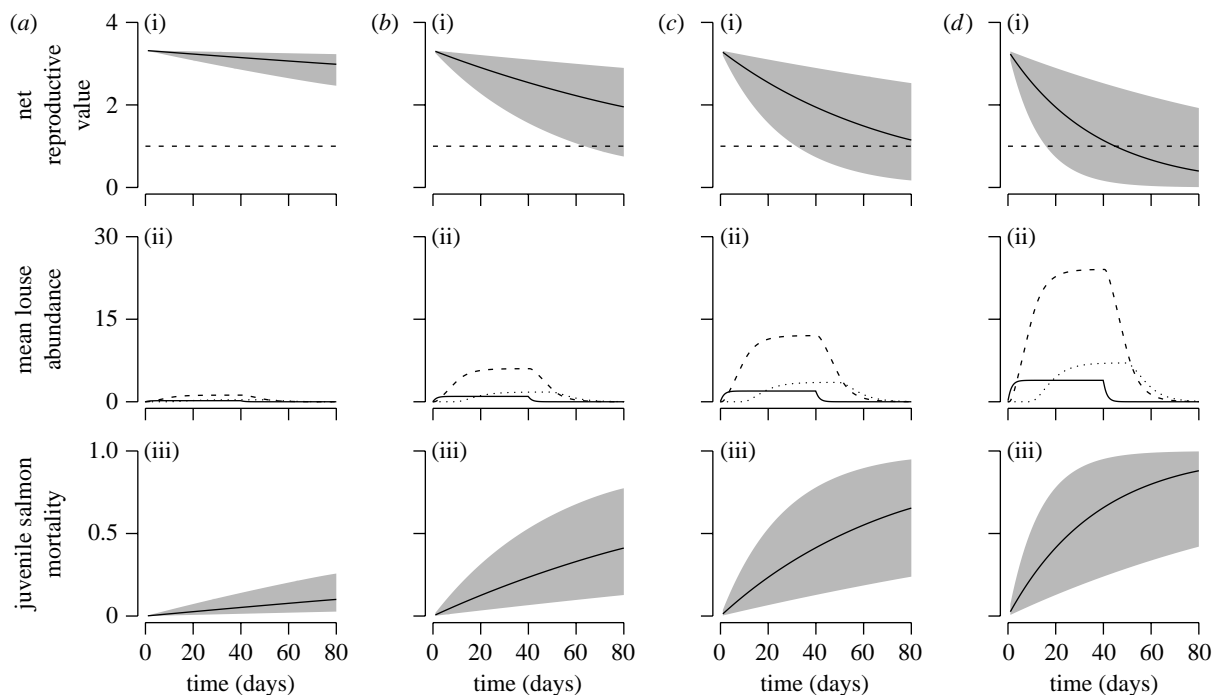 (a) (i) (b) (i) (c) (i) (d) (i)
4
2
0
net
reproductive
value
(ii) (ii) (ii) (ii)
30
15
0
mean louse
abundance
(iii) (iii) (iii) (iii)
1.0
0.5
0
juvenile salmon
mortality
0 20 40 60 80 0 20 40 60 80 0 20 40 60 80 0 20 40 60 80
time (days) time (days) time (days) time (days)